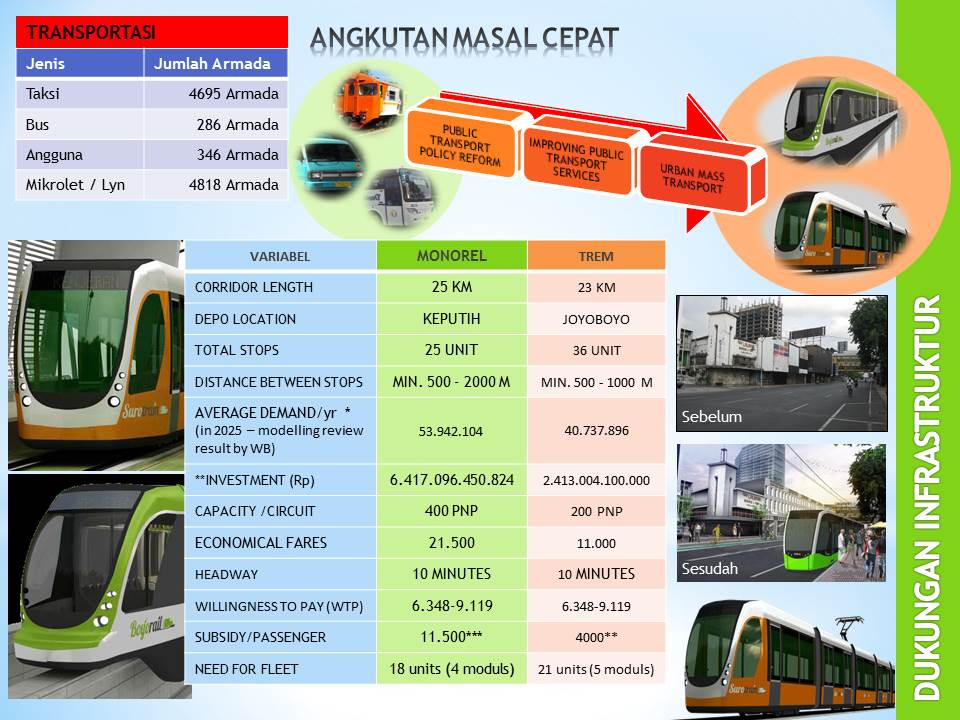 TRANSPORTASI
Jenis Jumlah Armada
Taksi 4695 Armada
Bus 286 Armada
Angguna 346 Armada
Mikrolet / Lyn 4818 Armada
ANGKUTAN MASAL CEPAT
PUBLIC
TRANSPORT
POLICY REFORM
IMPROVING PUBLIC
TRANSPORT
SERVICES
URBAN MASS
TRANSPORT
VARIABEL MONOREL TREM
CORRIDOR LENGTH 25 KM 23 KM
DEPO LOCATION KEPUTIH JOYOBOYO
TOTAL STOPS 25 UNIT 36 UNIT
DISTANCE BETWEEN STOPS MIN. 500 - 2000 M MIN. 500 - 1000 M
AVERAGE DEMAND/yr *
(in 2025 – modelling review
result by WB) 53.942.104 40.737.896
**INVESTMENT (Rp) 6.417.096.450.824 2.413.004.100.000
CAPACITY /CIRCUIT 400 PNP 200 PNP
ECONOMICAL FARES 21.500 11.000
HEADWAY 10 MINUTES 10 MINUTES
WILLINGNESS TO PAY (WTP) 6.348-9.119 6.348-9.119
SUBSIDY/PASSENGER 11.500*** 4000**
NEED FOR FLEET 18 units (4 moduls) 21 units (5 moduls)
Surotram
Boyorail
Sebelum
Sesudah
DUKUNGAN INFRASTRUKTUR